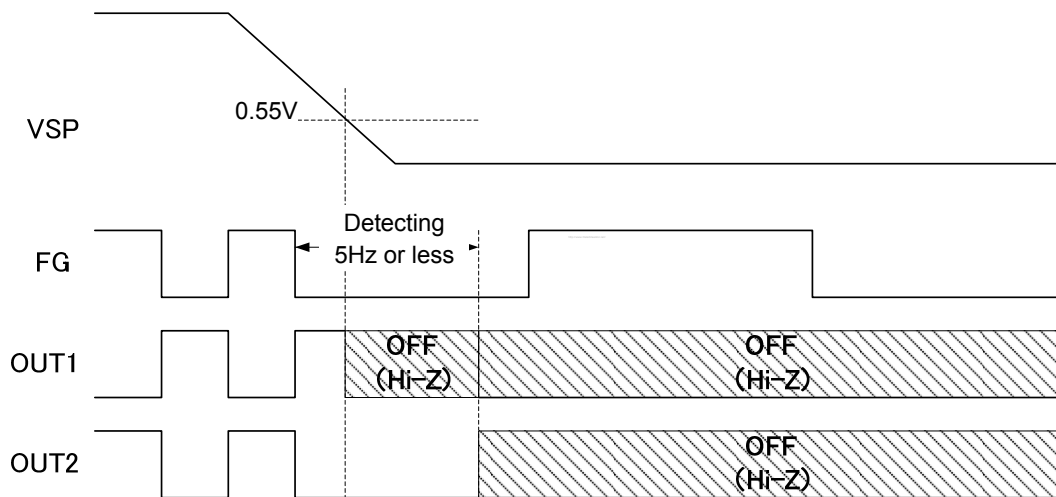 VSP
0.55V
Detecting
5Hz or less
FG
OUT1
OFF
(Hi-Z)
OFF
(Hi-Z)
OUT2
OFF
(Hi-Z)